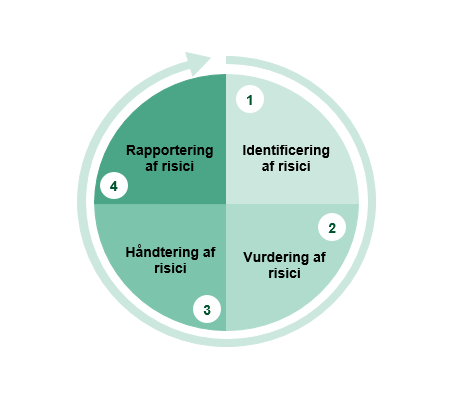 1
Identificering
af risici
2
Vurdering af
risici
3
Håndtering af
risici
4
Rapportering
af risici